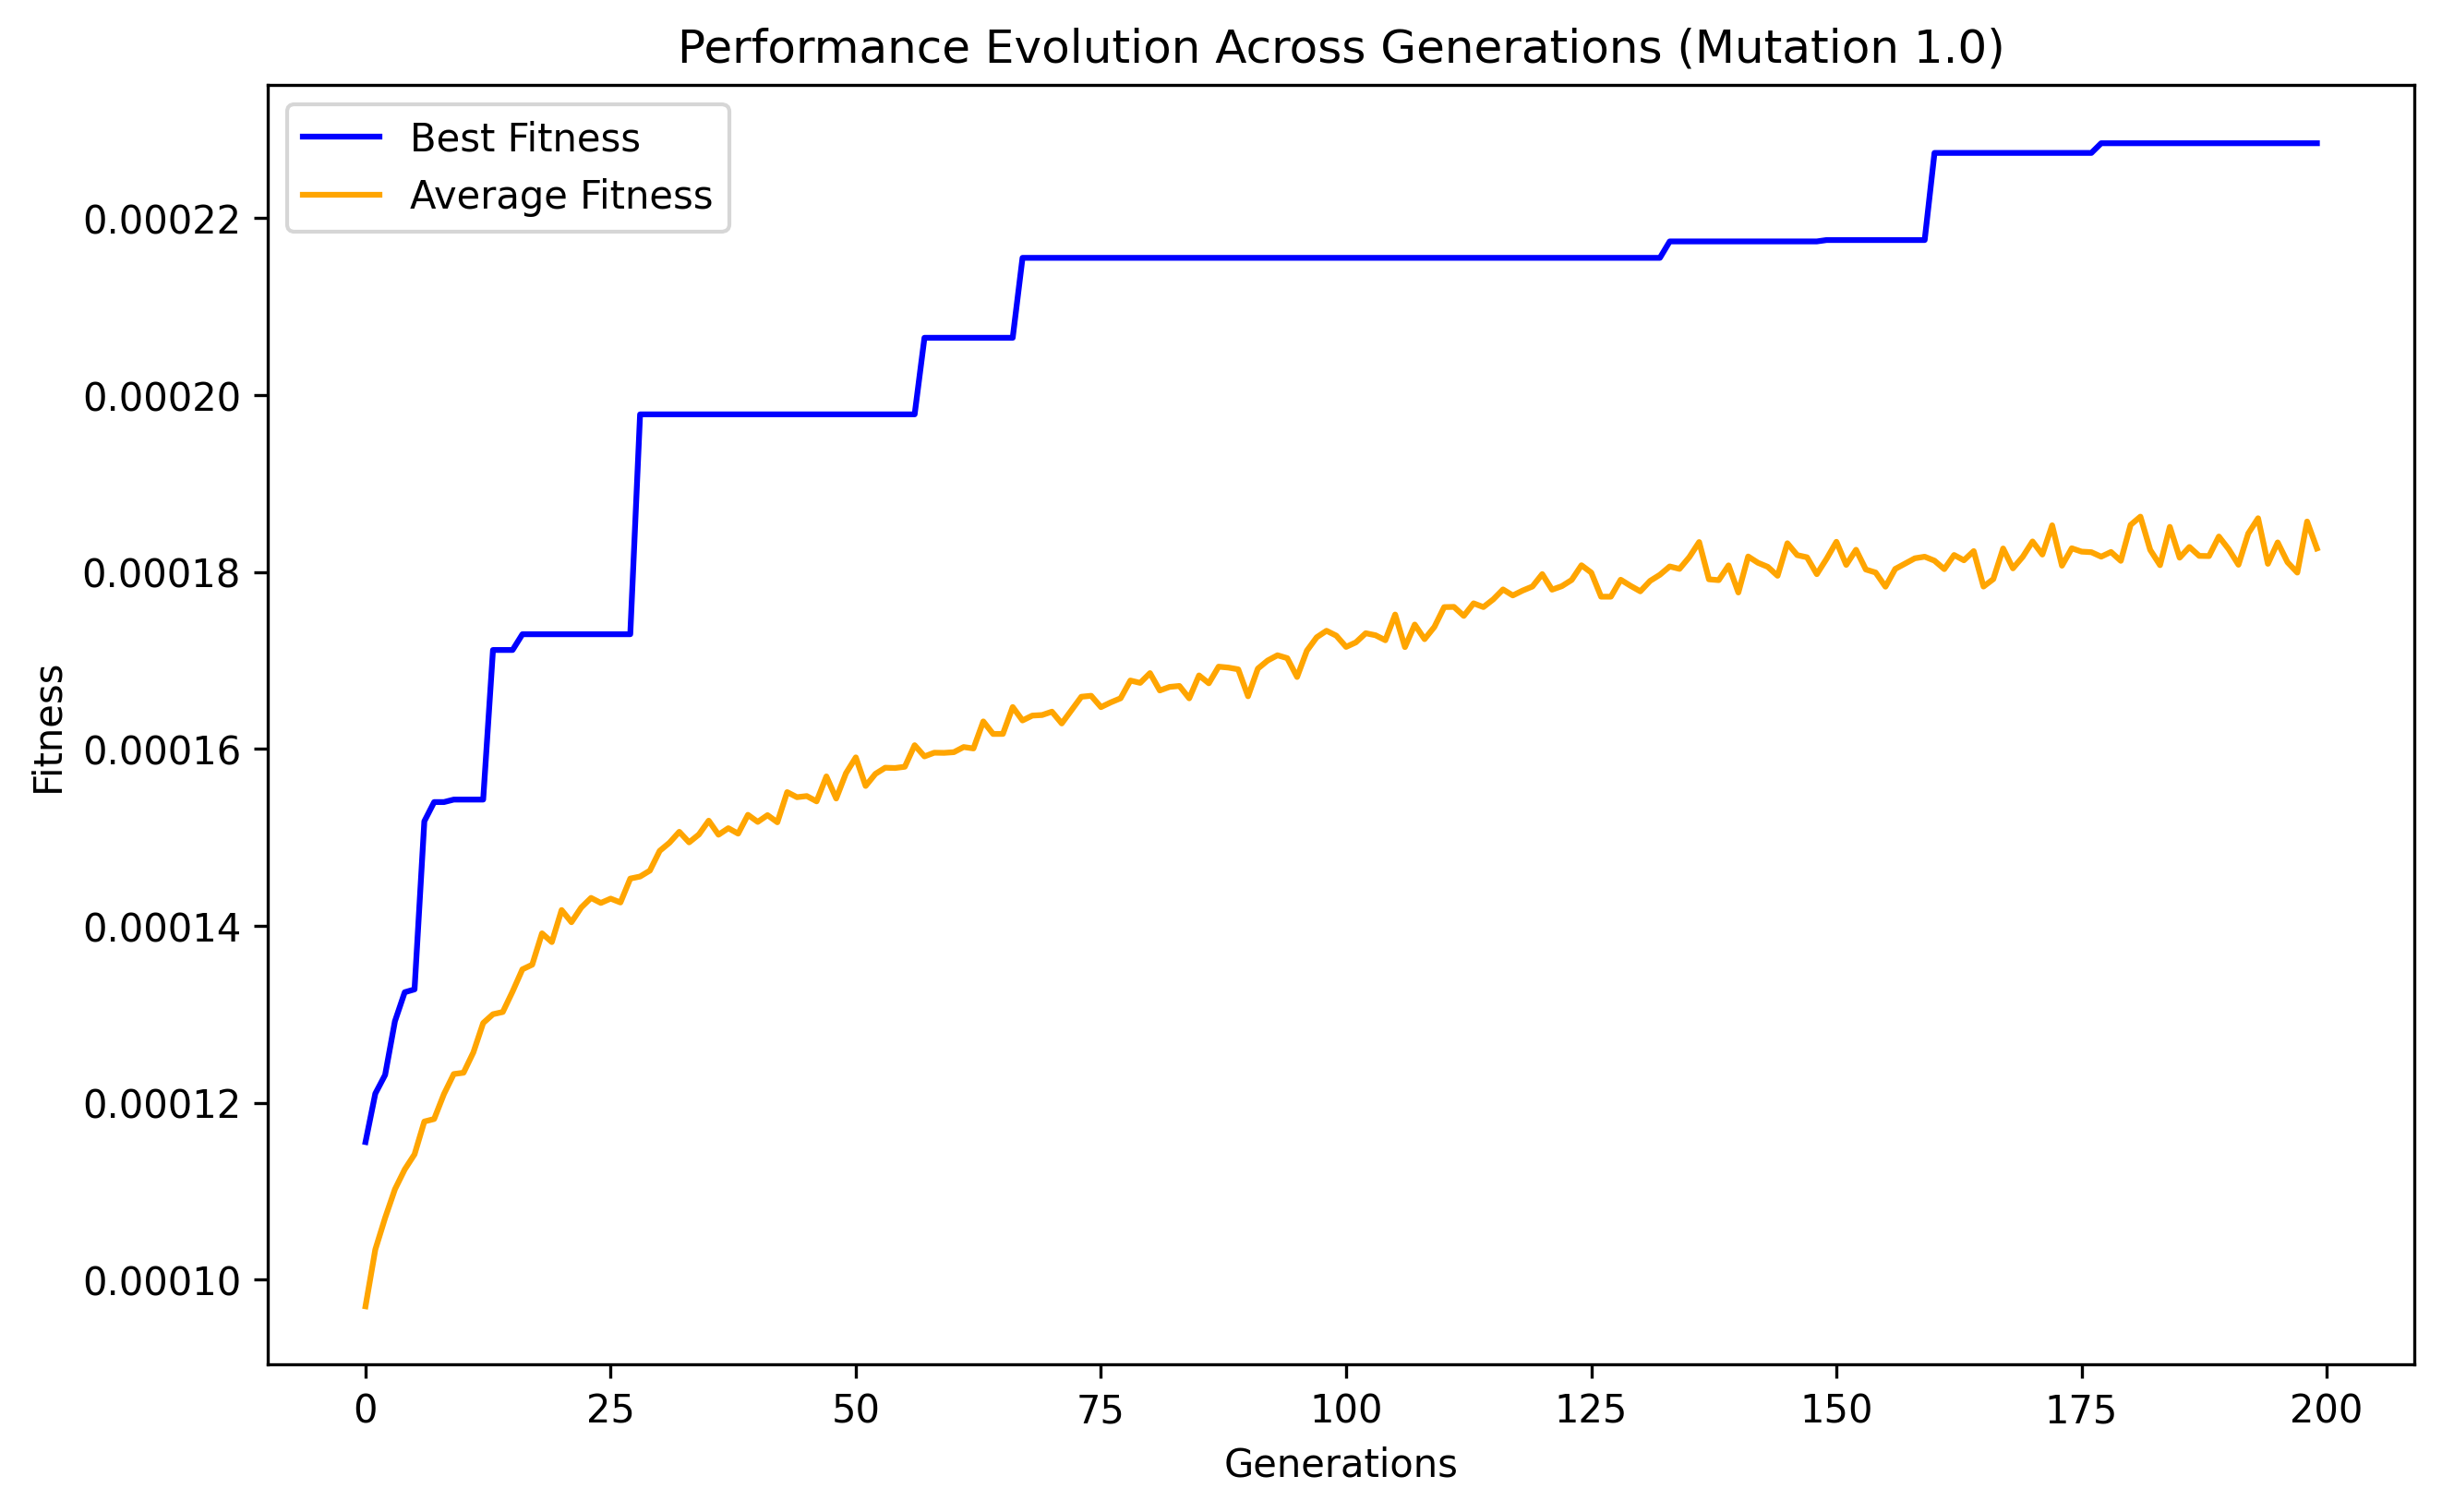 Performance Evolution Across Generations (Mutation 1.0)
Best Fitness
Average Fitness
0.00022
0.00020
0.00018
0.00016
0.00014
0.00012
0.00010
Fitness
0 25 50 75 100 125 150 175 200
Generations